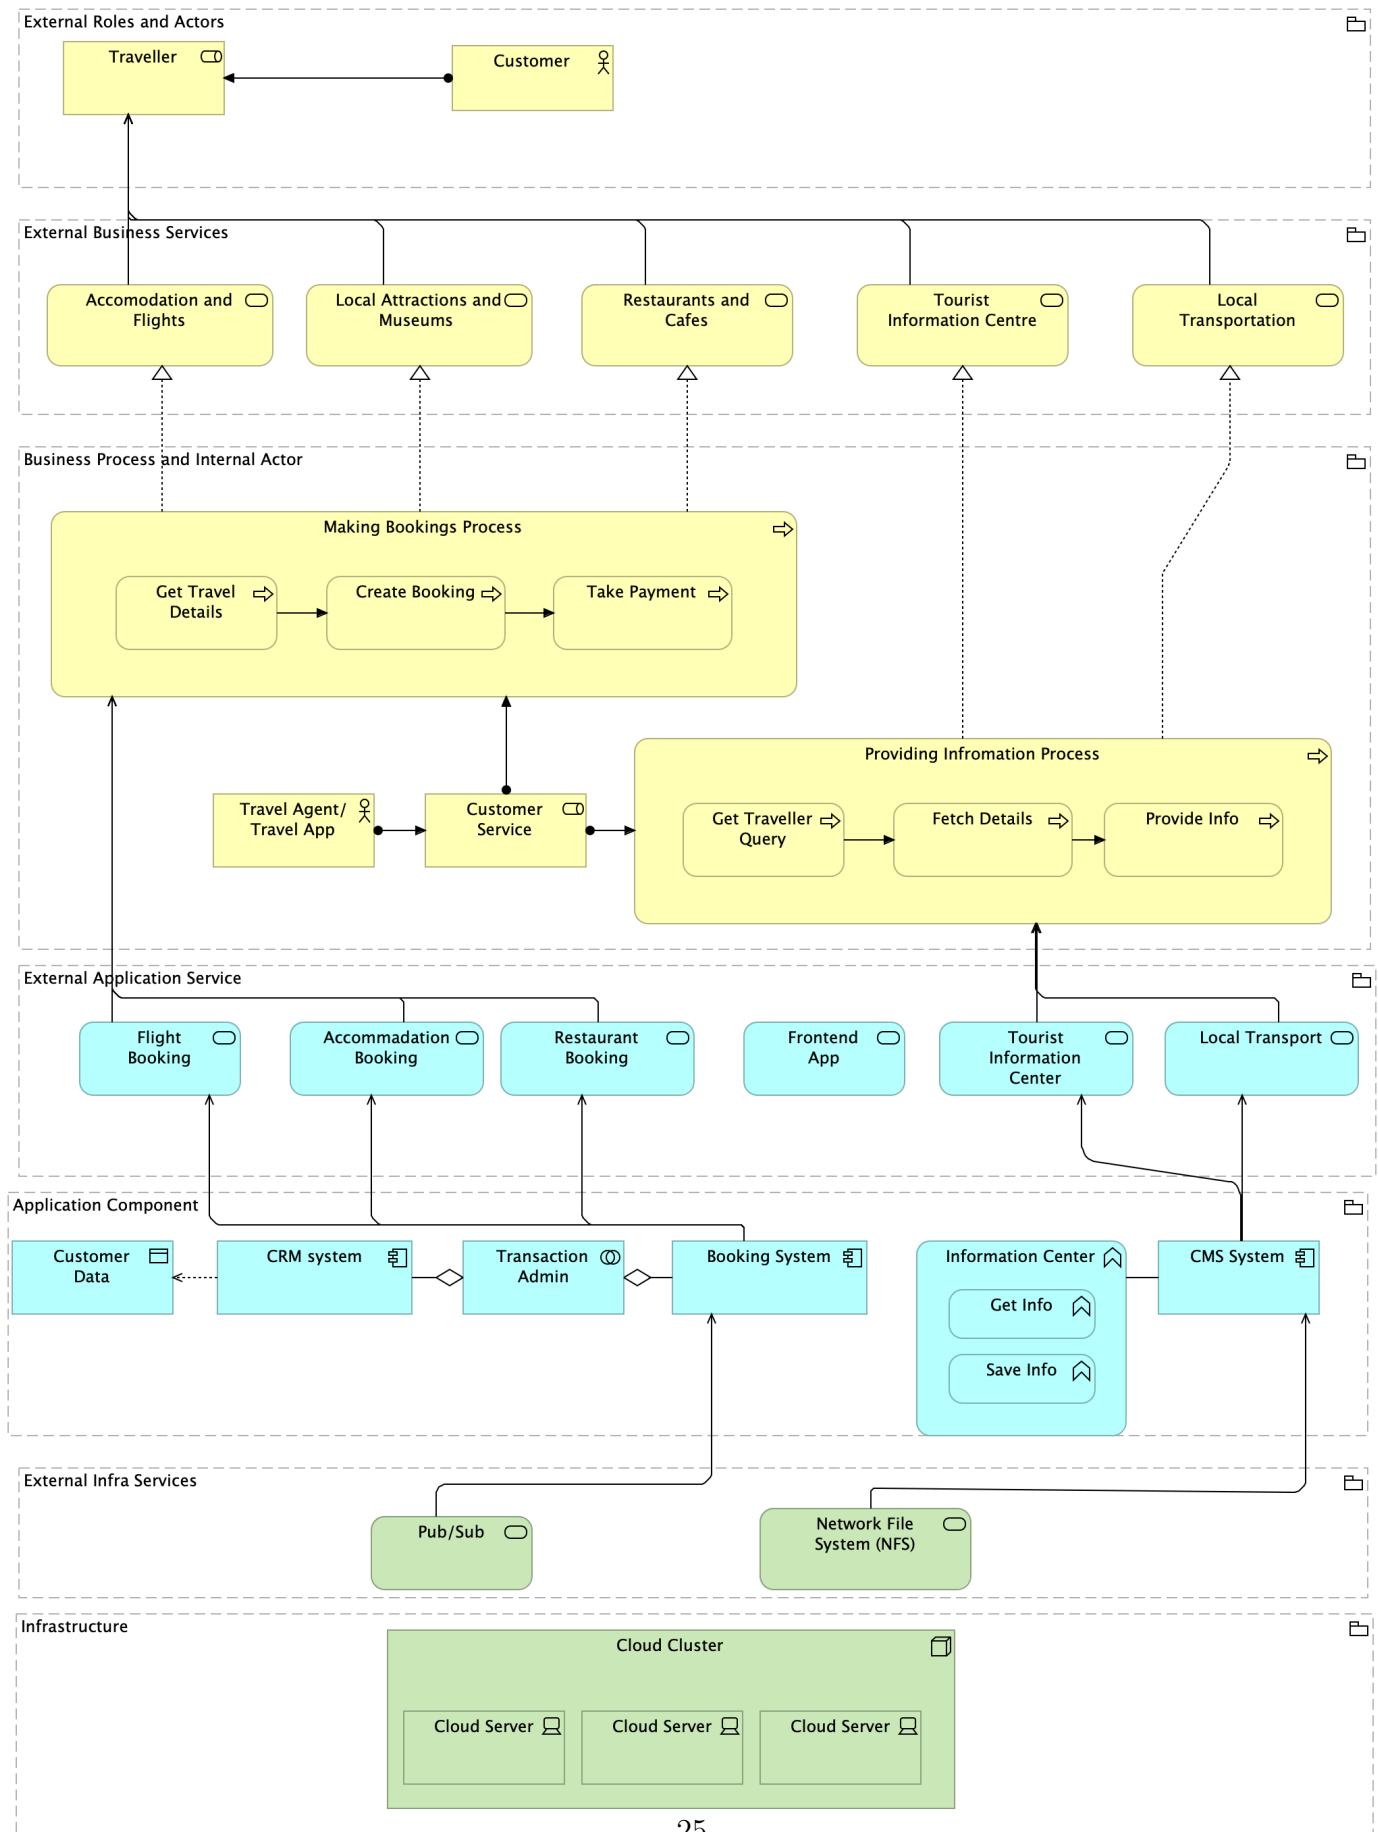 External Roles and Actors
Traveller
Customer
External Business Services
Accomodation and
Flights
Local Attractions and
Museums
Restaurants and
Cafes
Tourist
Information Centre
Local
Transportation
Business Process and Internal Actor
Making Bookings Process
Get Travel
Details
Create Booking
Take Payment
Providing Infromation Process
Travel Agent/
Travel App
Customer
Service
Get Traveller
Query
Fetch Details
Provide Info
External Application Service
Flight
Booking
Accommadation
Booking
Restaurant
Booking
Frontend
App
Tourist
Information
Center
Local Transport
Application Component
Customer
Data
CRM system
Transaction
Admin
Booking System
Information Center
Get Info
Save Info
CMS System
External Infra Services
Pub/Sub
Network File
System (NFS)
Infrastructure
Cloud Cluster
Cloud Server
Cloud Server
Cloud Server
25